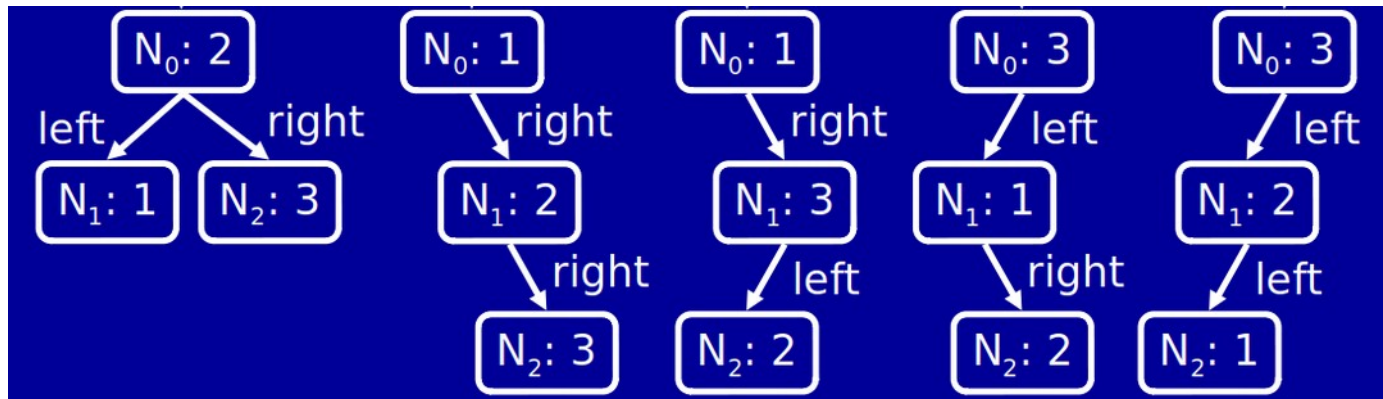 N₀: 2 N₀: 1 N₀: 1 N₀: 3 N₀: 3
left right right right left left
N₁: 1 N₂: 3 N₁: 2 N₁: 3 N₁: 1 N₁: 2
right left right left
N₂: 3 N₂: 2 N₂: 2 N₂: 1